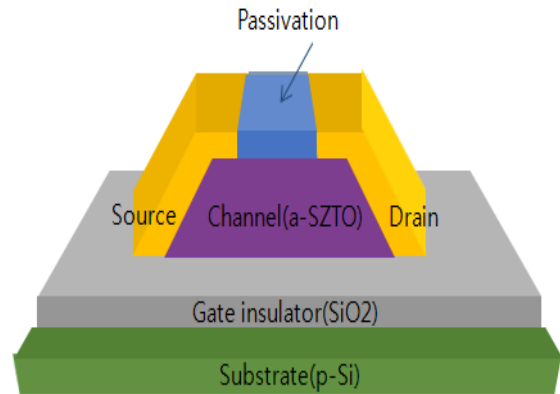 Passivation
Source
Channel(a-SZTO)
Drain
Gate insulator(SiO2)
Substrate(p-Si)